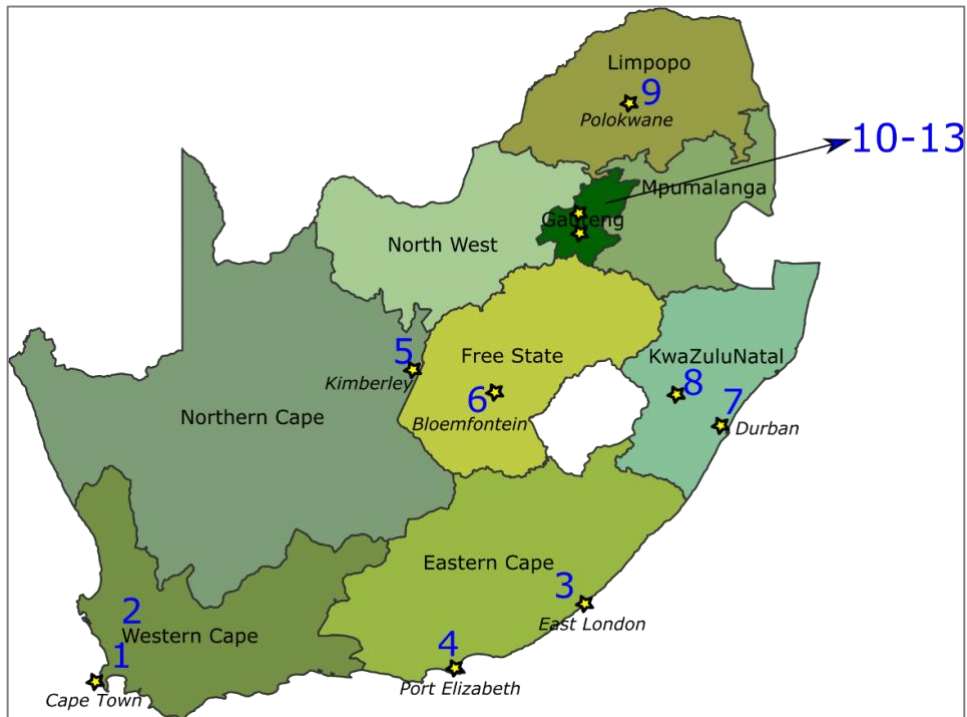 Limpopo
9
Polokwane
10-13
Mpumalanga
Gauteng
North West
5
Free State
KwaZuluNatal
Kimberley
6
8
7
Northern Cape
Bloemfontein
Durban
Eastern Cape
3
2
East London
Western Cape
1
4
Port Elizabeth
Cape Town